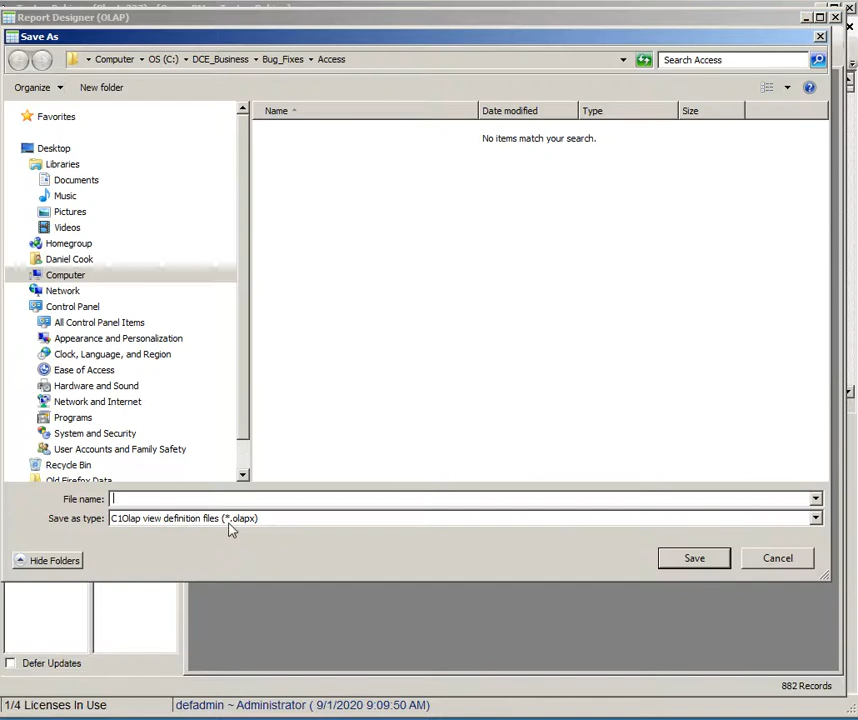 Report Designer (OLAP)
Save As
Computer OS (C:) DCE_Business Bug_Fixes Access
Search Access
Organize New folder
Favorites
Desktop
Libraries
Documents
Music
Pictures
Videos
Homegroup
Daniel Cook
Computer
Network
Control Panel
All Control Panel Items
Appearance and Personalization
Clock, Language, and Region
Ease of Access
Hardware and Sound
Network and Internet
Programs
System and Security
User Accounts and Family Safety
Recycle Bin
Old Firefox Data
Name Date modified Type Size
No items match your search.
File name:
Save as type: C1Olap view definition files (*.olapx)
Hide Folders
Save Cancel
Defer Updates
882 Records
1/4 Licenses In Use defadmin ~ Administrator ( 9/1/2020 9:09:50 AM)